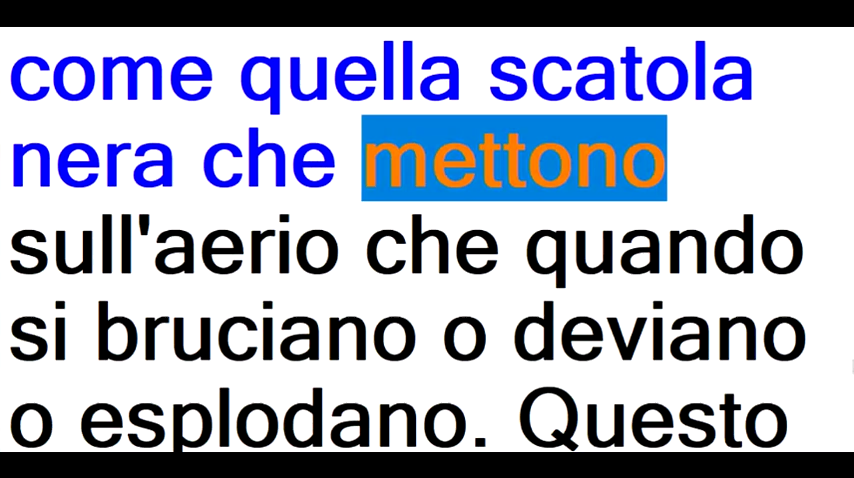 come quella scatola
nera che mettono
sull'aerio che quando
si bruciano o deviano
o esplodano. Questo